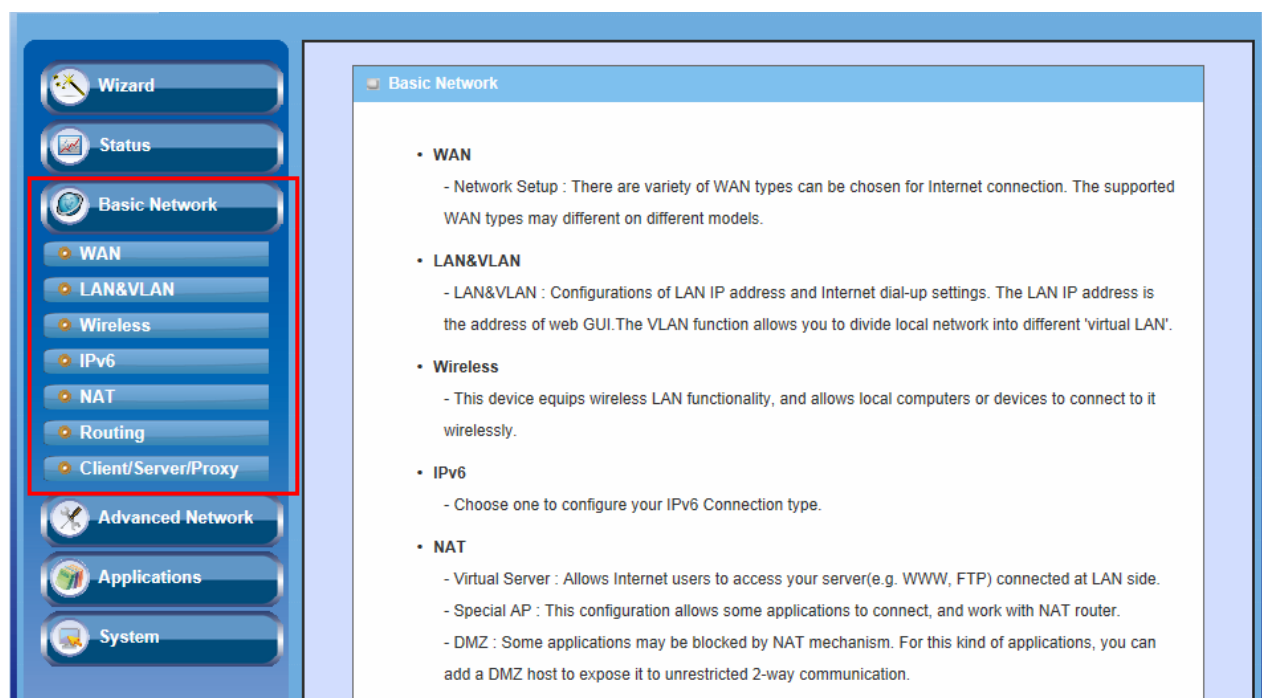 Wizard
Status
Basic Network
WAN
LAN&VLAN
Wireless
IPv6
NAT
Routing
Client/Server/Proxy
Advanced Network
Applications
System
Basic Network
• WAN
- Network Setup : There are variety of WAN types can be chosen for Internet connection. The supported
WAN types may different on different models.
• LAN&VLAN
- LAN&VLAN : Configurations of LAN IP address and Internet dial-up settings. The LAN IP address is
the address of web GUI.The VLAN function allows you to divide local network into different 'virtual LAN'.
• Wireless
- This device equips wireless LAN functionality, and allows local computers or devices to connect to it
wirelessly.
• IPv6
- Choose one to configure your IPv6 Connection type.
• NAT
- Virtual Server : Allows Internet users to access your server(e.g. WWW, FTP) connected at LAN side.
- Special AP : This configuration allows some applications to connect, and work with NAT router.
- DMZ : Some applications may be blocked by NAT mechanism. For this kind of applications, you can
add a DMZ host to expose it to unrestricted 2-way communication.